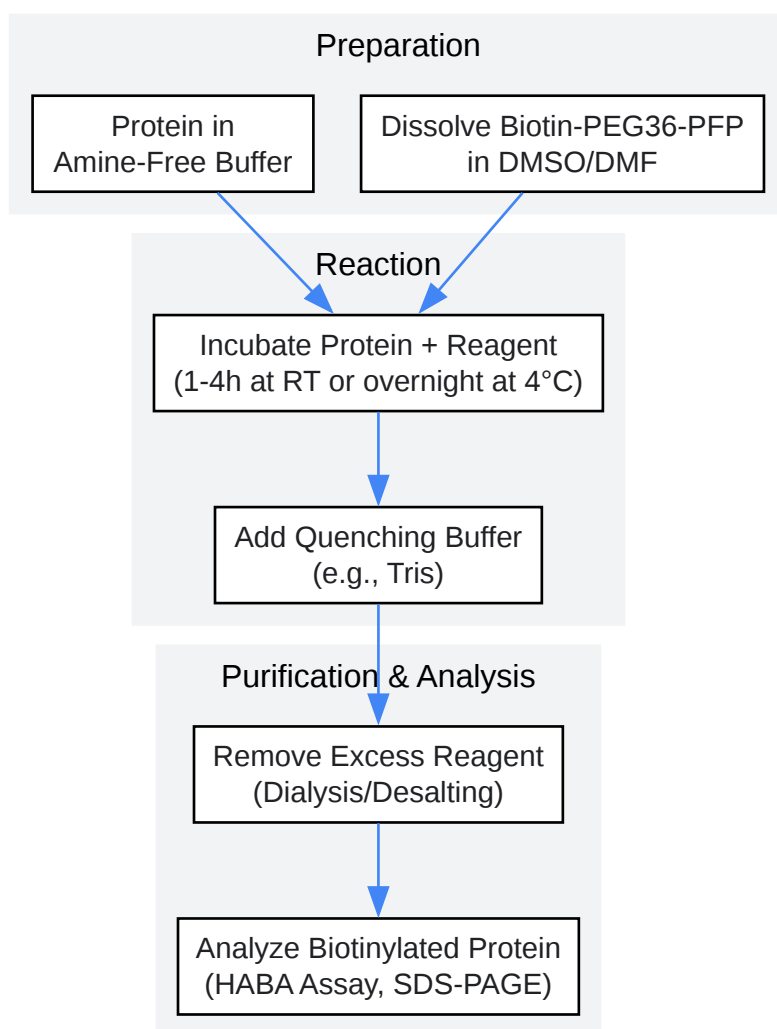 Preparation
Protein in
Amine-Free Buffer
Dissolve Biotin-PEG36-PFP
in DMSO/DMF
Reaction
Incubate Protein + Reagent
(1-4h at RT or overnight at 4°C)
Add Quenching Buffer
(e.g., Tris)
Purification & Analysis
Remove Excess Reagent
(Dialysis/Desalting)
Analyze Biotinylated Protein
(HABA Assay, SDS-PAGE)